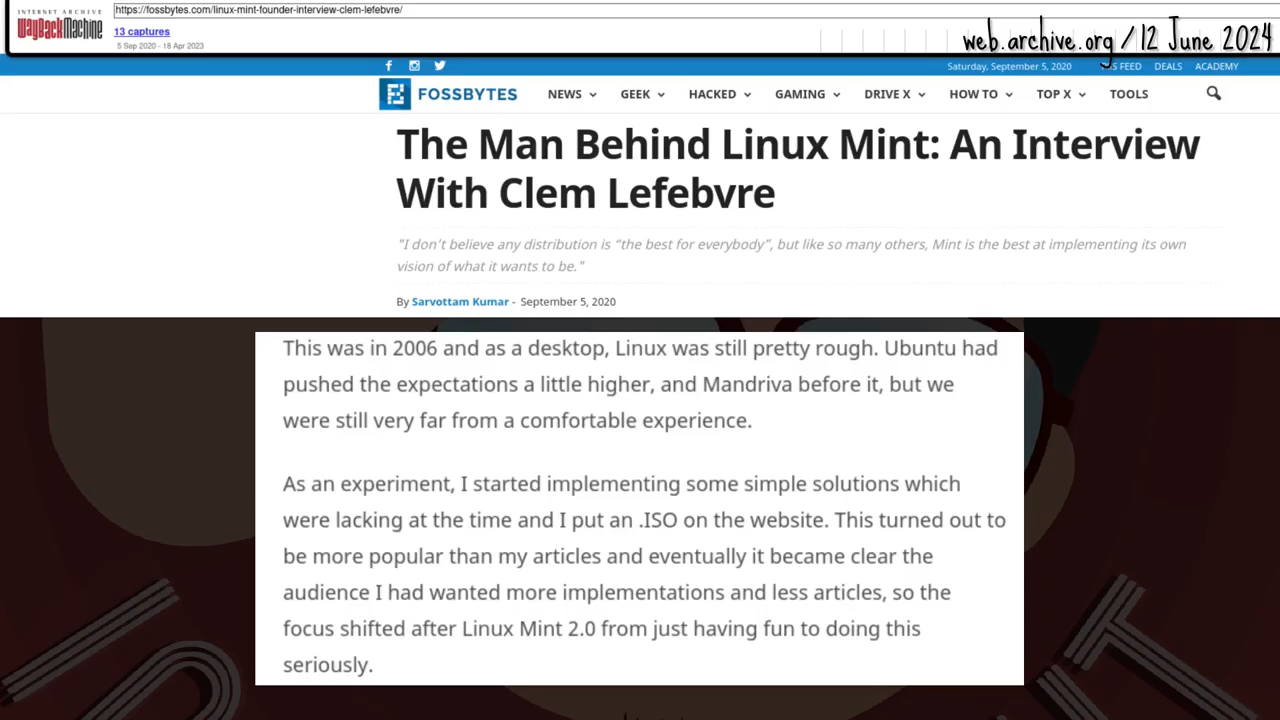 INTERNET ARCHIVE
WayBackMachine
https://fossbytes.com/linux-mint-founder-interview-clem-lefebvre/
13 captures
5 Sep 2020 - 18 Apr 2023
web.archive.org / 12 June 2024
Saturday, September 5, 2020 FEED DEALS ACADEMY
FOSSBYTES NEWS GEEK HACKED GAMING DRIVE X HOW TO TOP X TOOLS
The Man Behind Linux Mint: An Interview
With Clem Lefebvre
"I don't believe any distribution is “the best for everybody”, but like so many others, Mint is the best at implementing its own
vision of what it wants to be."
By Sarvottam Kumar - September 5, 2020
This was in 2006 and as a desktop, Linux was still pretty rough. Ubuntu had
pushed the expectations a little higher, and Mandriva before it, but we
were still very far from a comfortable experience.
As an experiment, I started implementing some simple solutions which
were lacking at the time and I put an .ISO on the website. This turned out to
be more popular than my articles and eventually it became clear the
audience I had wanted more implementations and less articles, so the
focus shifted after Linux Mint 2.0 from just having fun to doing this
seriously.